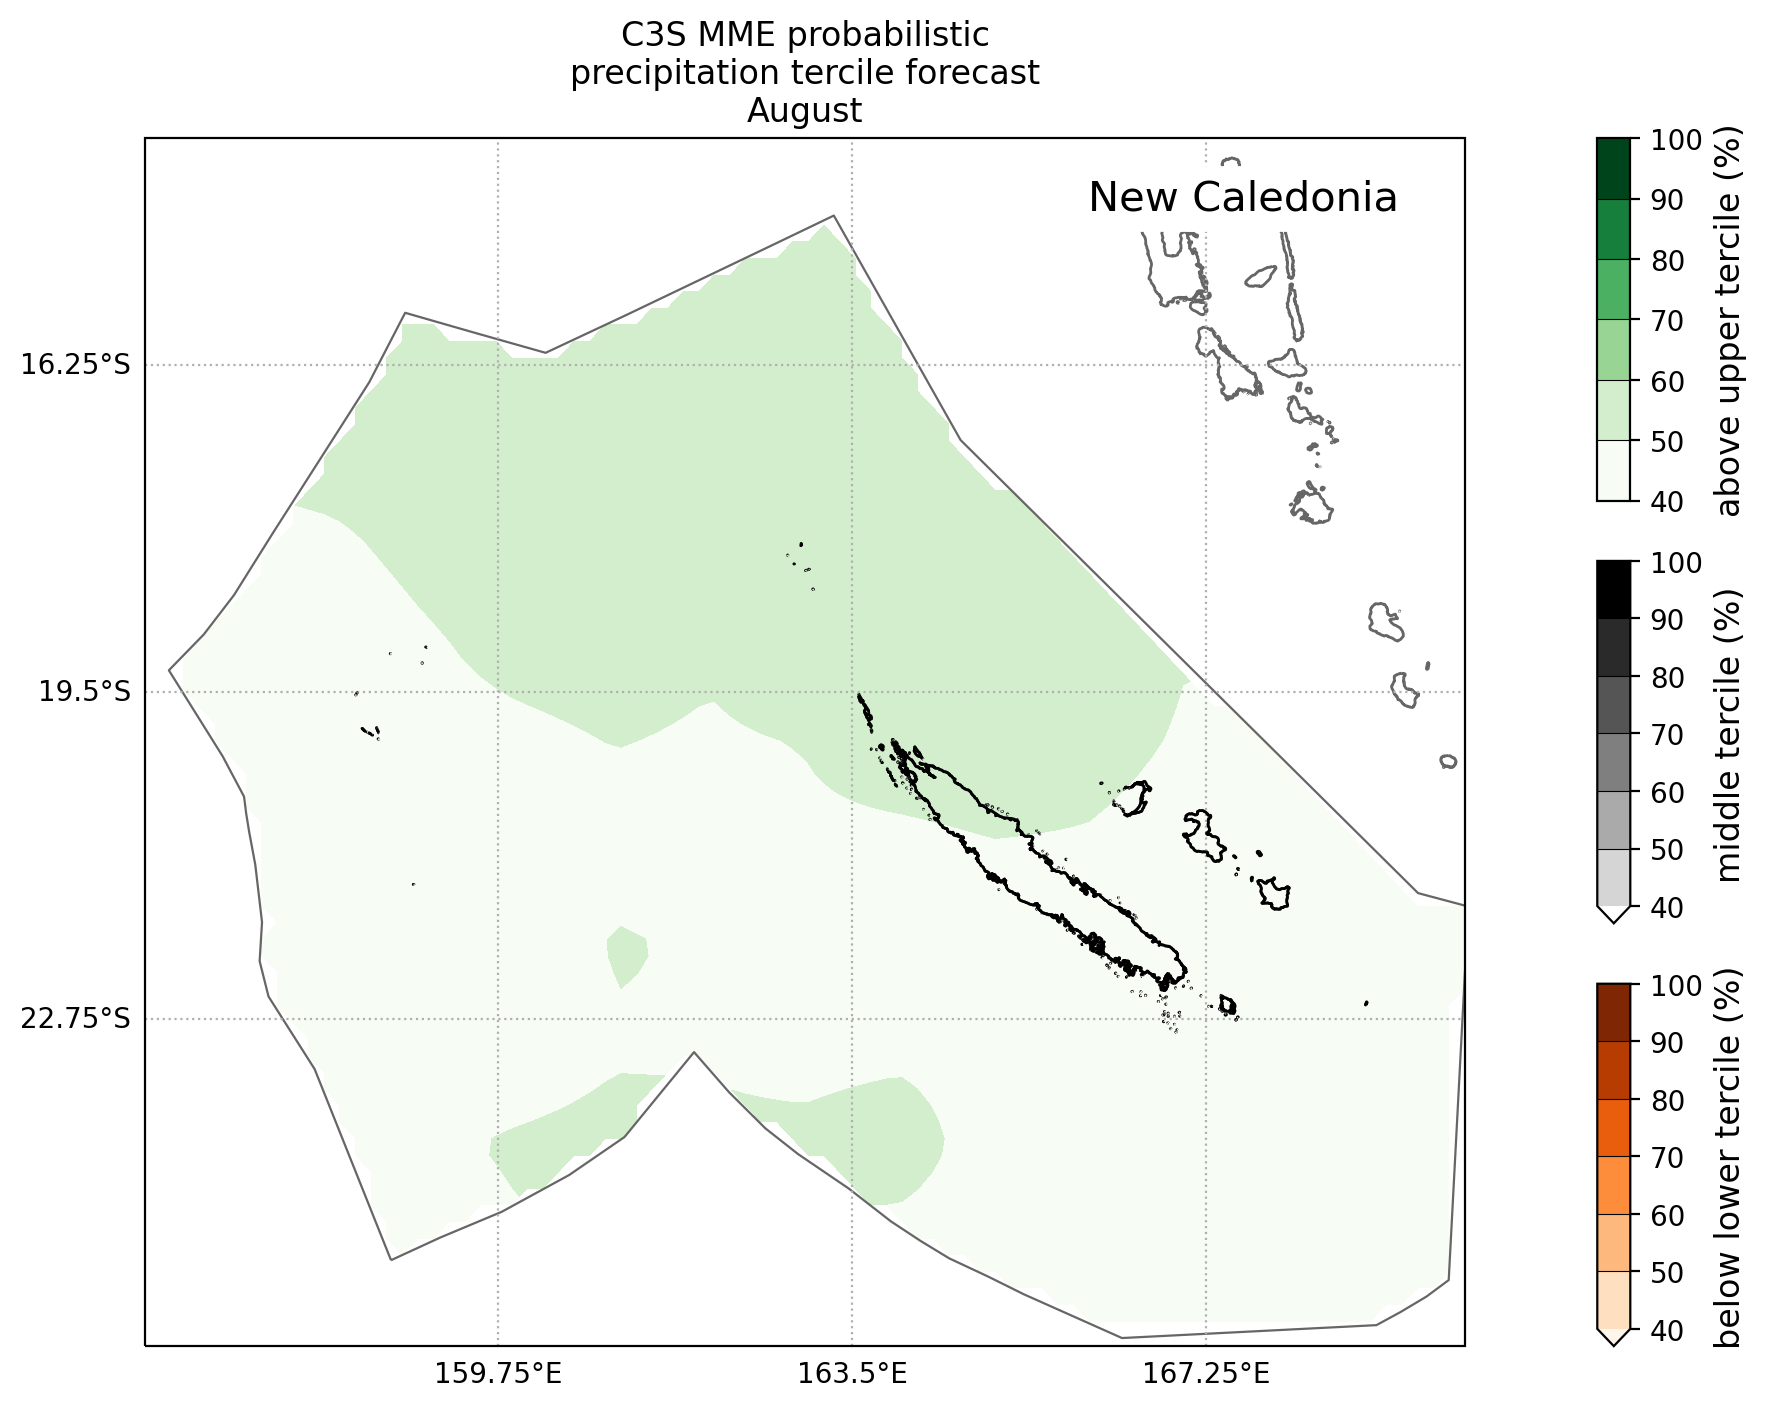 C3S MME probabilistic
precipitation tercile forecast
August
New Caledonia
16.25°S
19.5°S
22.75°S
159.75°E
163.5°E
167.25°E
100
90
80
70
60
50
40
above upper tercile (%)
100
90
80
70
60
50
40
middle tercile (%)
100
90
80
70
60
50
40
below lower tercile (%)